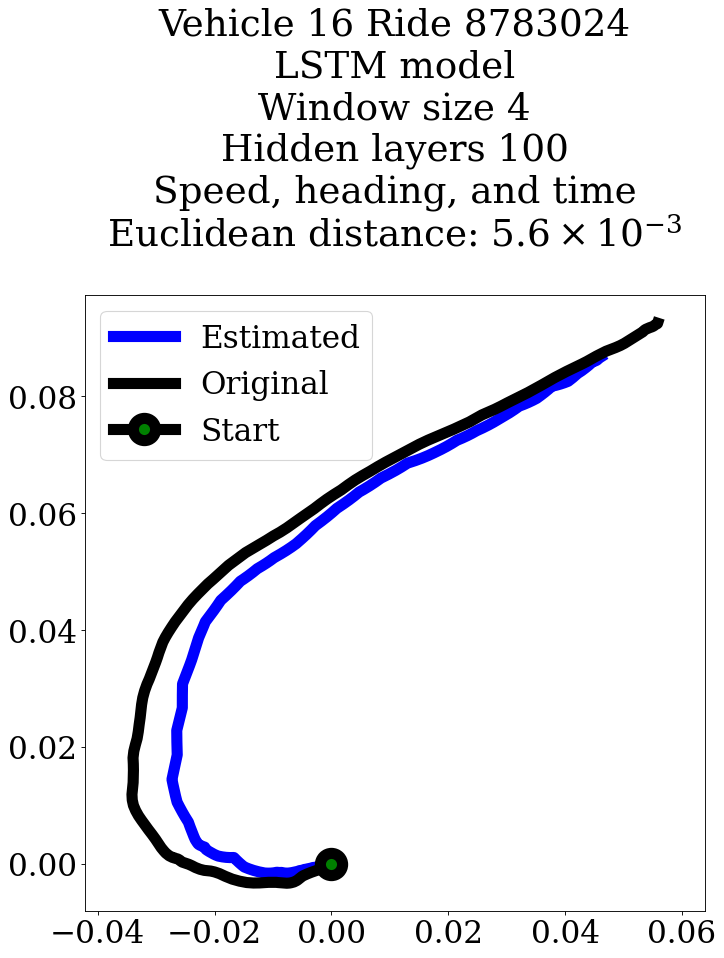 Vehicle 16 Ride 8783024
LSTM model
Window size 4
Hidden layers 100
Speed, heading, and time
Euclidean distance: 5.6 × 10⁻³
Estimated
Original
Start
0.08
0.06
0.04
0.02
0.00
−0.04 −0.02 0.00 0.02 0.04 0.06